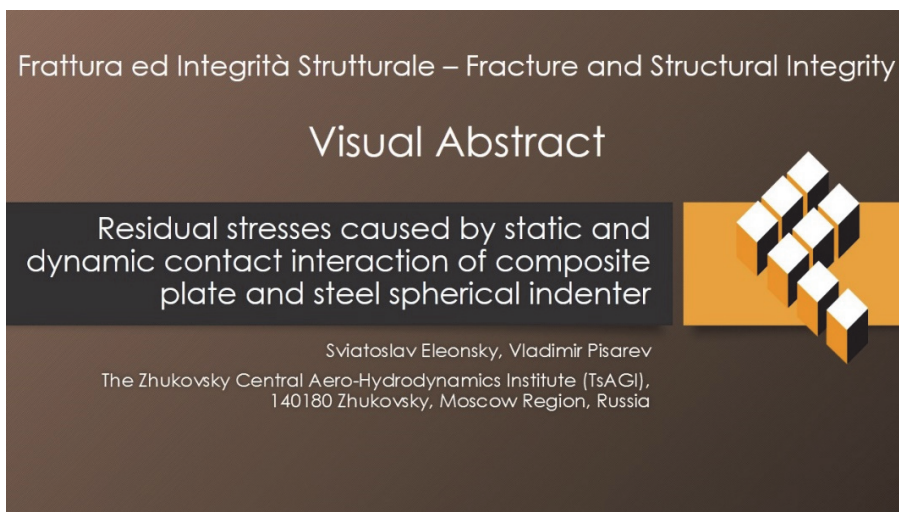 Frattura ed Integrità Strutturale – Fracture and Structural Integrity
Visual Abstract
Residual stresses caused by static and
dynamic contact interaction of composite
plate and steel spherical indenter
Sviatoslav Eleonsky, Vladimir Pisarev
The Zhukovsky Central Aero-Hydrodynamics Institute (TsAGI),
140180 Zhukovsky, Moscow Region, Russia